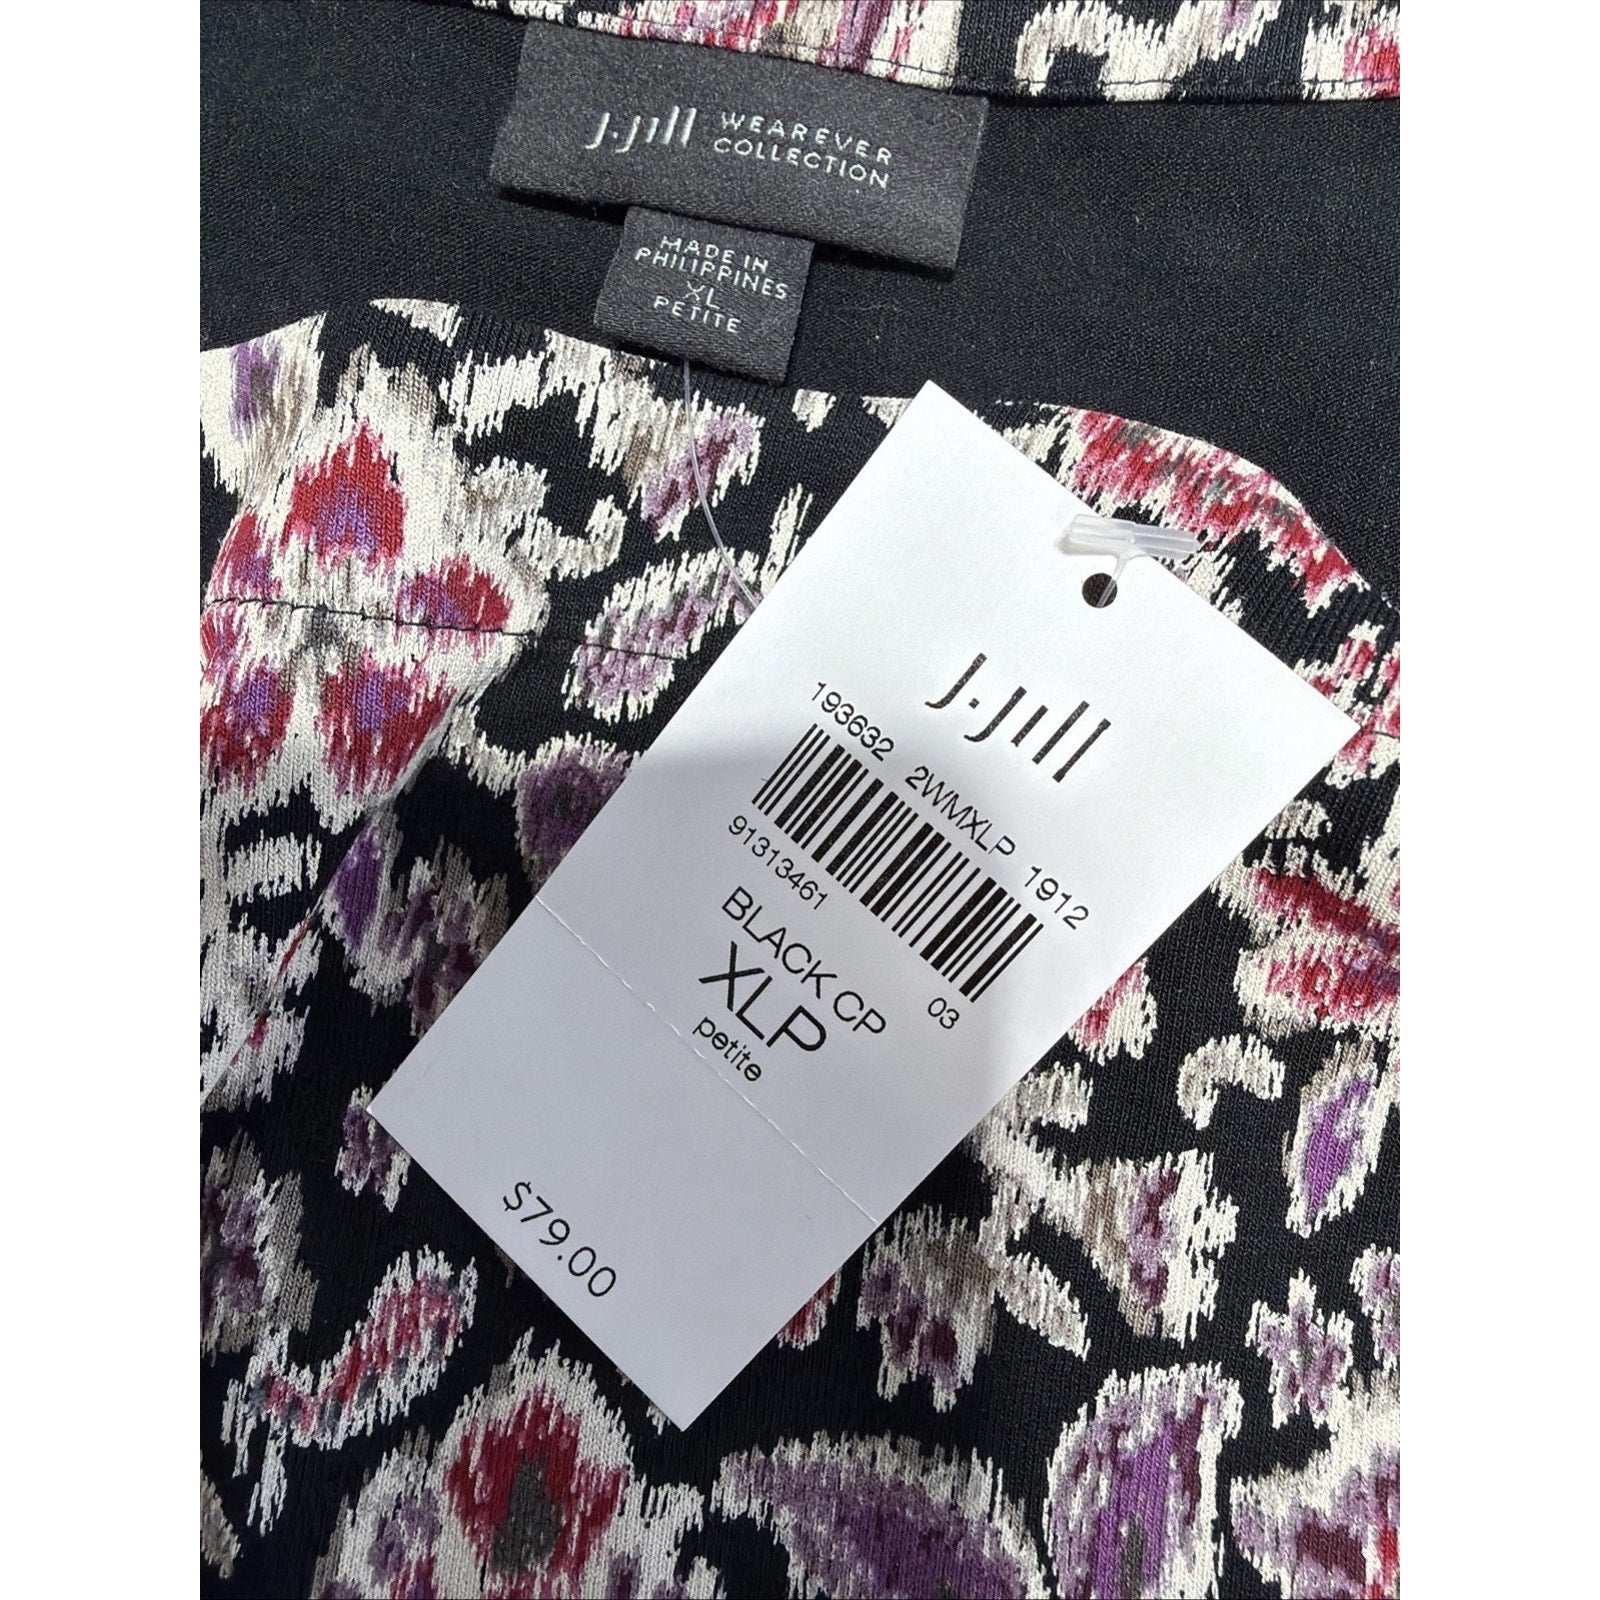 J.Jill WEAREVER
COLLECTION
MADE IN
PHILIPPINES
XL
PETITE
J.Jill
193632 2WMXLP 1912
91313461 03
BLACK CP
XLP
petite
$79.00